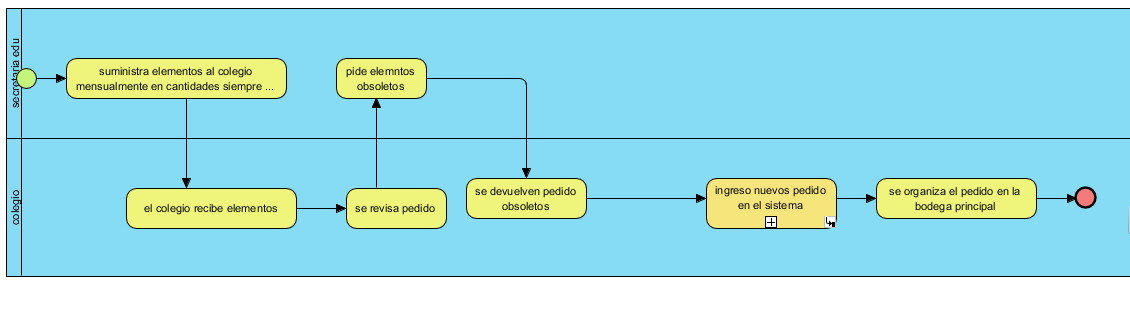 secretaria edu
suministra elementos al colegio
mensualmente en cantidades siempre ...
pide elemntos
obsoletos
colegio
el colegio recibe elementos
se revisa pedido
se devuelven pedido
obsoletos
ingreso nuevos pedido
en el sistema
se organiza el pedido en la
bodega principal